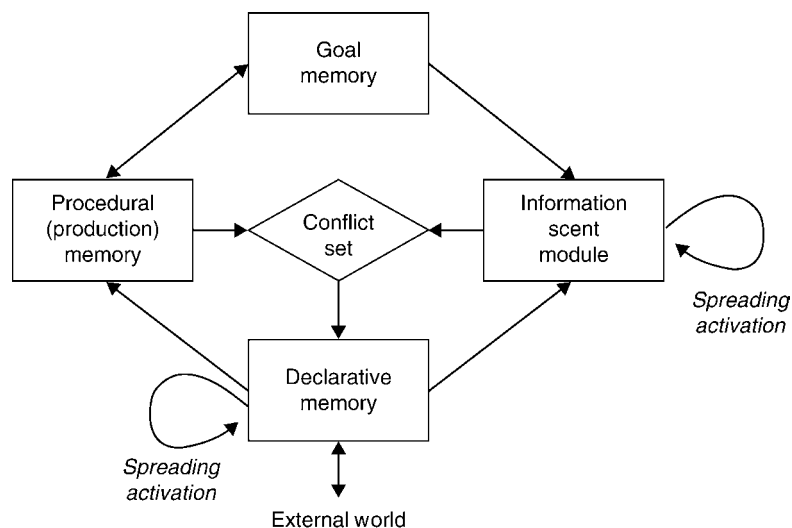 Goal
memory
Procedural
(production)
memory
Conflict
set
Information
scent
module
Spreading
activation
Declarative
memory
Spreading
activation
External world